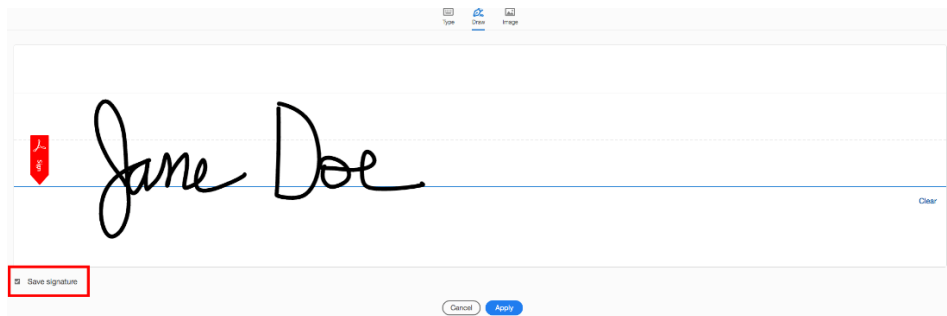 Type Draw Image
Sign
Jane Doe
Clear
Save signature
Cancel Apply